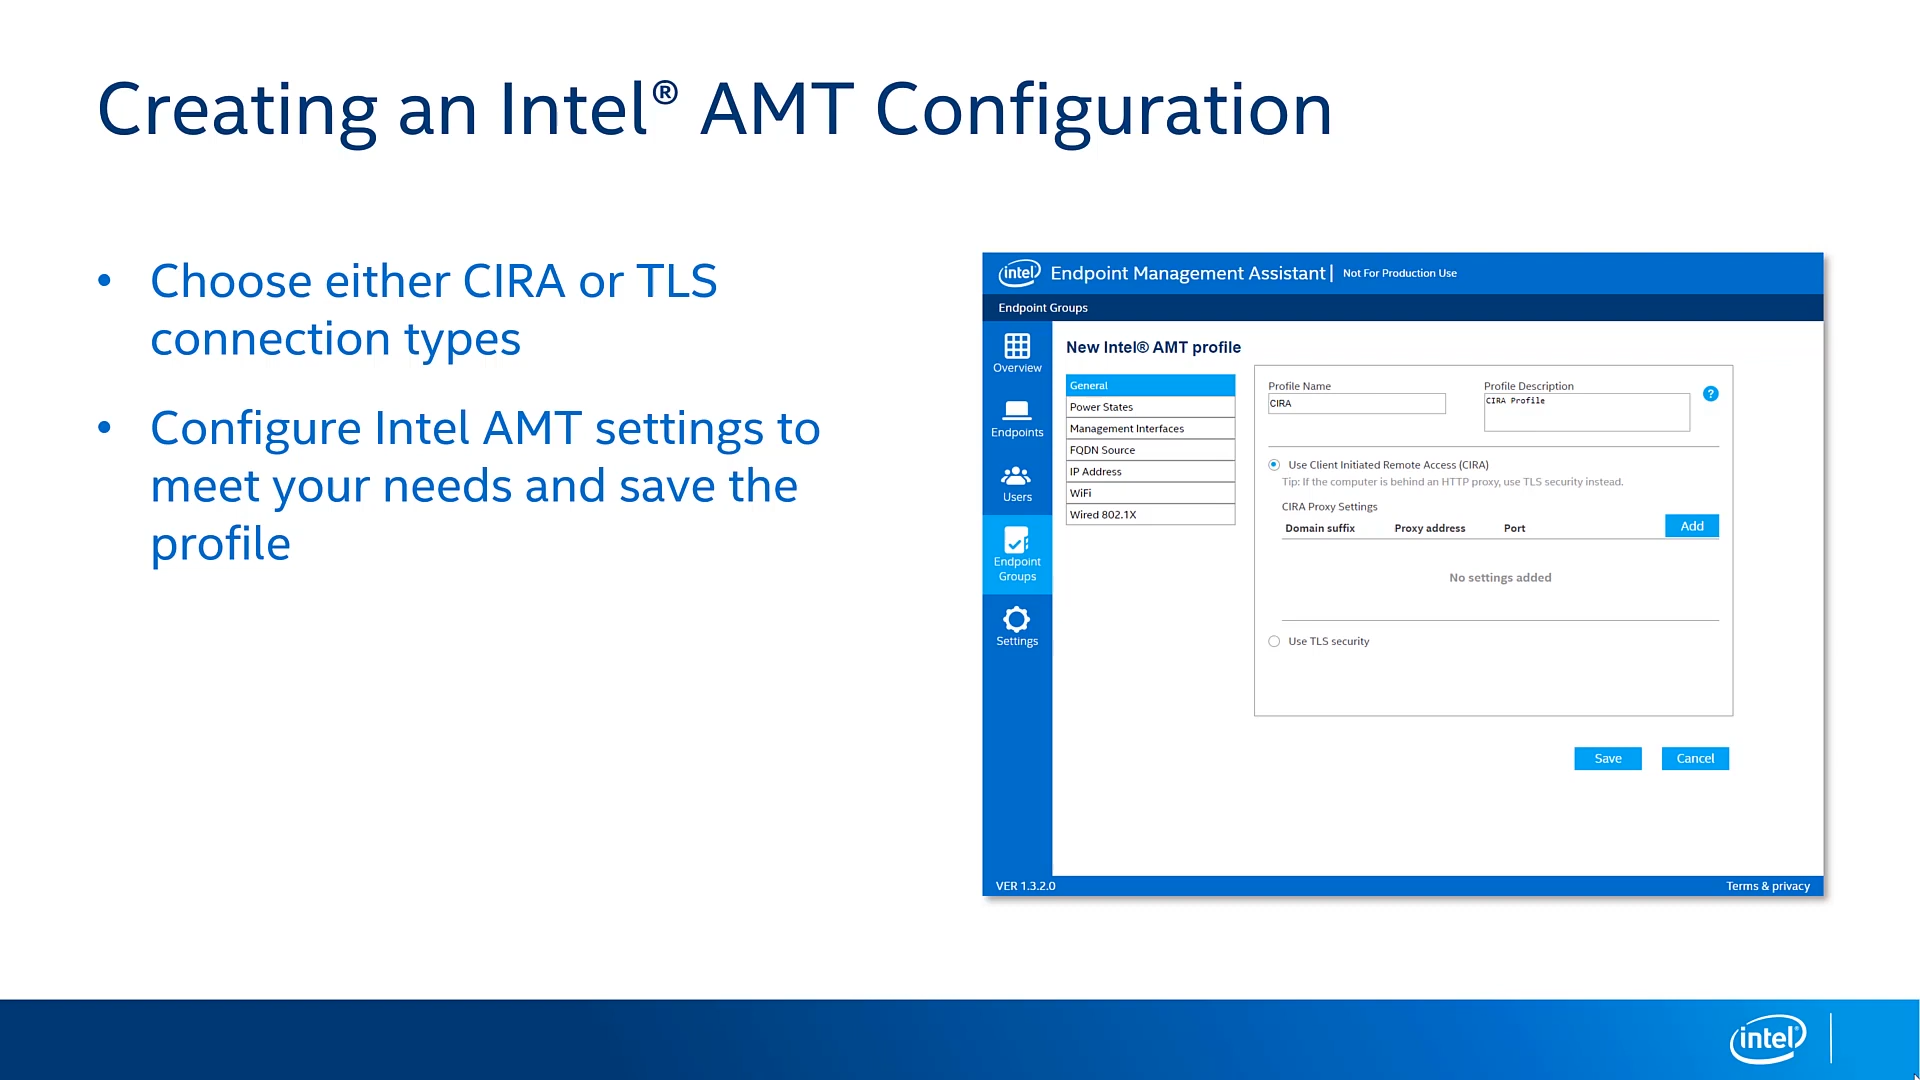 Creating an Intel® AMT Configuration
• Choose either CIRA or TLS
connection types
• Configure Intel AMT settings to
meet your needs and save the
profile
intel Endpoint Management Assistant | Not For Production Use
Endpoint Groups
Overview
Endpoints
Users
Endpoint
Groups
Settings
New Intel® AMT profile
General
Power States
Management Interfaces
FQDN Source
IP Address
WiFi
Wired 802.1X
Profile Name
CIRA
Profile Description
CIRA Profile
?
Use Client Initiated Remote Access (CIRA)
Tip: If the computer is behind an HTTP proxy, use TLS security instead.
CIRA Proxy Settings
Domain suffix Proxy address Port Add
No settings added
Use TLS security
Save Cancel
VER 1.3.2.0 Terms & privacy
intel®